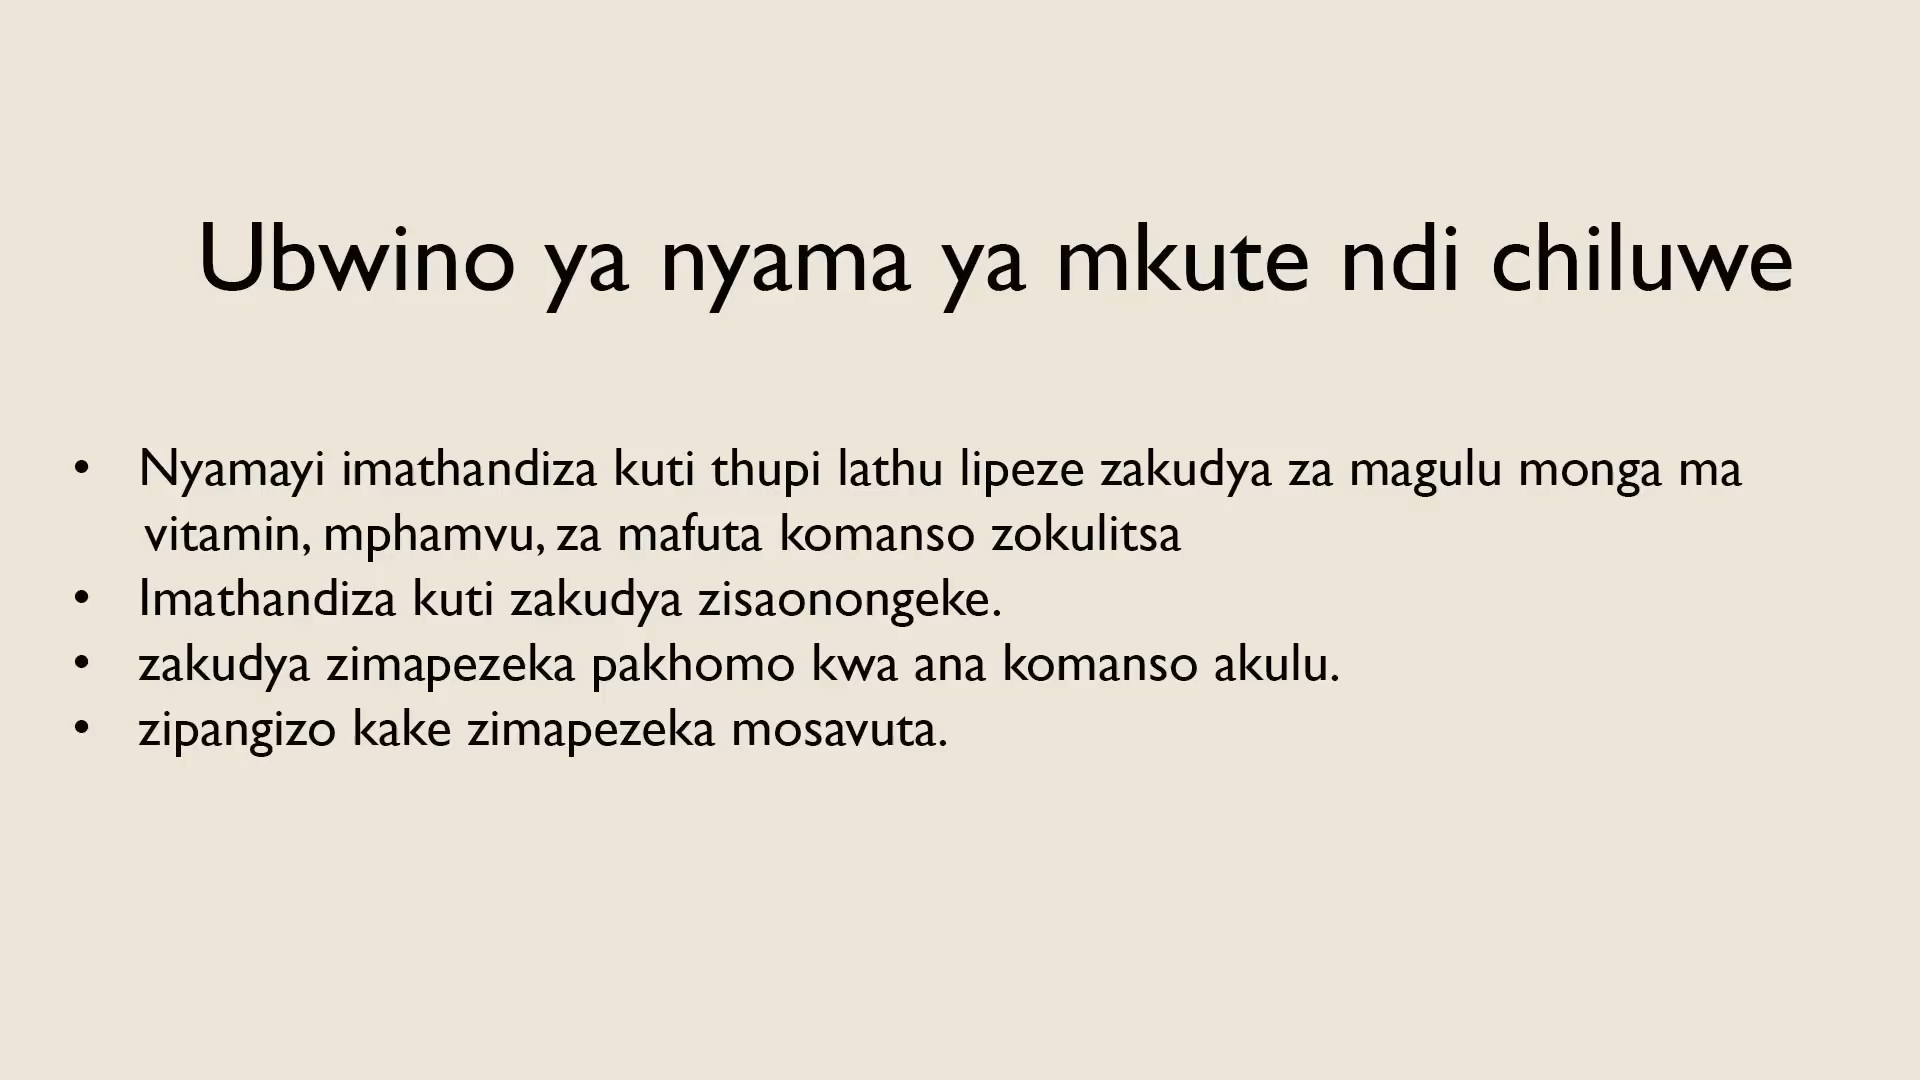 Ubwino ya nyama ya mkute ndi chiluwe
• Nyamayi imathandiza kuti thupi lathu lipeze zakudya za magulu monga ma
vitamin, mphamvu, za mafuta komanso zokulitsa
• Imathandiza kuti zakudya zisaonongeke.
• zakudya zimapezeka pakhomo kwa ana komanso akulu.
• zipangizo kake zimapezeka mosavuta.